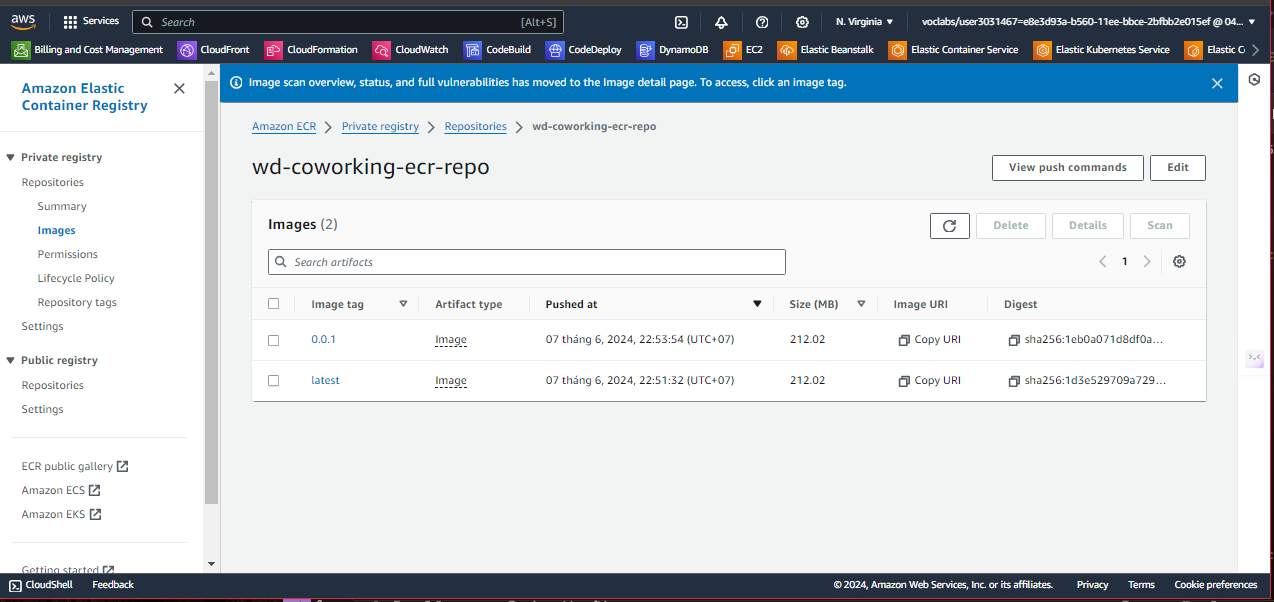 aws Services Search [Alt+S] N. Virginia voclabs/user3031467=e8e3d93a-b560-11ee-bbce-2bfbb2e015ef @ 04...
Billing and Cost Management CloudFront CloudFormation CloudWatch CodeBuild CodeDeploy DynamoDB EC2 Elastic Beanstalk Elastic Container Service Elastic Kubernetes Service Elastic
Amazon Elastic
Container Registry
Private registry
Repositories
Summary
Images
Permissions
Lifecycle Policy
Repository tags
Settings
Public registry
Repositories
Settings
ECR public gallery
Amazon ECS
Amazon EKS
Getting started
Image scan overview, status, and full vulnerabilities has moved to the Image detail page. To access, click an image tag.
Amazon ECR Private registry Repositories wd-coworking-ecr-repo
wd-coworking-ecr-repo View push commands Edit
Images (2) Delete Details Scan
Search artifacts 1
Image tag Artifact type Pushed at Size (MB) Image URI Digest
0.0.1 Image 07 tháng 6, 2024, 22:53:54 (UTC+07) 212.02 Copy URI sha256:1eb0a071d8df0a...
latest Image 07 tháng 6, 2024, 22:51:32 (UTC+07) 212.02 Copy URI sha256:1d3e529709a729...
CloudShell Feedback © 2024, Amazon Web Services, Inc. or its affiliates. Privacy Terms Cookie preferences